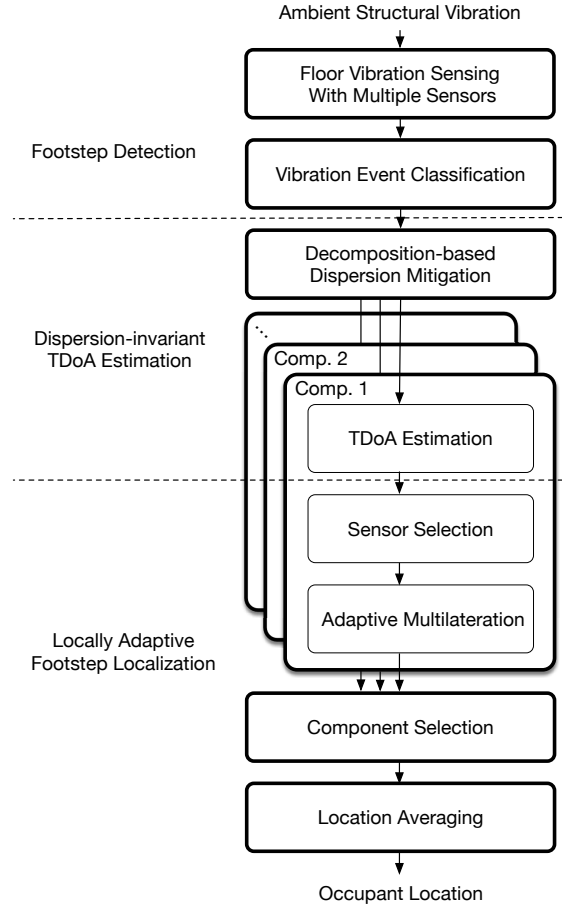 Ambient Structural Vibration
Floor Vibration Sensing
With Multiple Sensors
Footstep Detection
Vibration Event Classification
Decomposition-based
Dispersion Mitigation
Dispersion-invariant
TDoA Estimation
...
Comp. 2
Comp. 1
TDoA Estimation
Sensor Selection
Adaptive Multilateration
Locally Adaptive
Footstep Localization
Component Selection
Location Averaging
Occupant Location